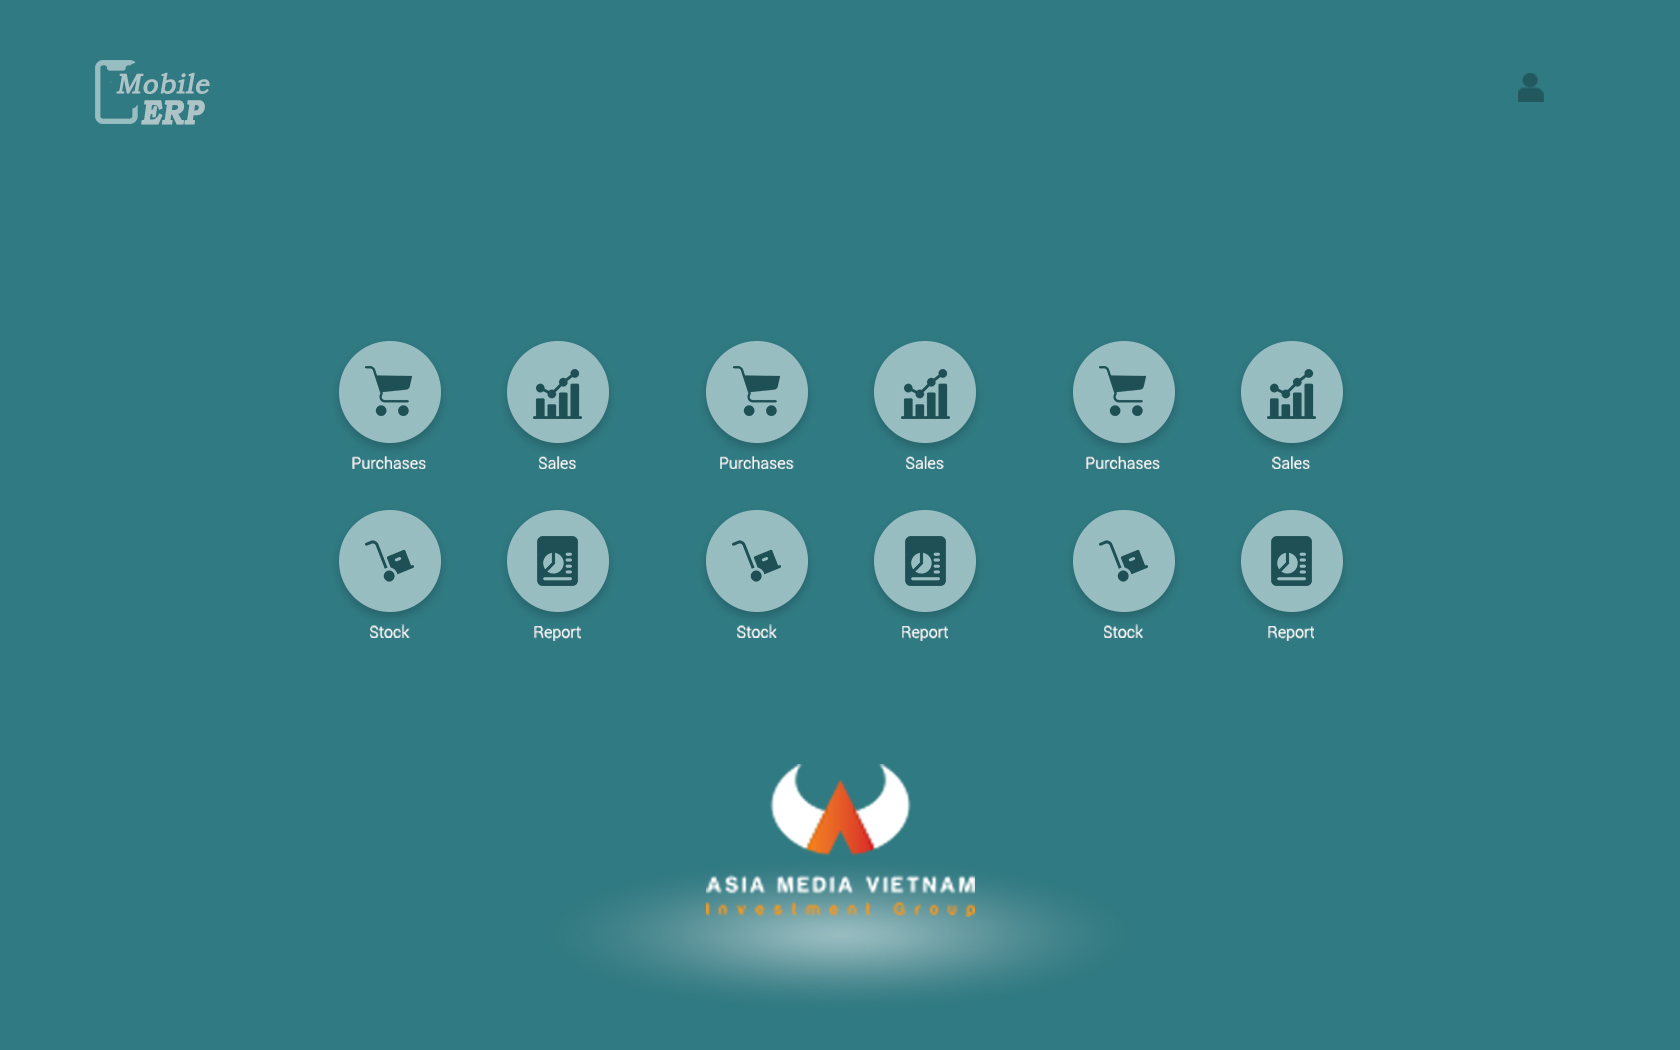 Mobile
ERP
Purchases Sales Purchases Sales Purchases Sales
Stock Report Stock Report Stock Report
ASIA MEDIA VIETNAM
Investment Group